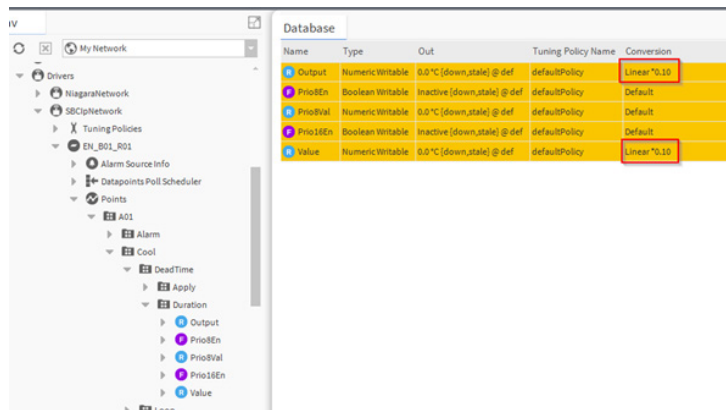 av
My Network
Drivers
NiagaraNetwork
SBCIpNetwork
Tuning Policies
EN_B01_R01
Alarm Source Info
Datapoints Poll Scheduler
Points
A01
Alarm
Cool
DeadTime
Apply
Duration
R Output
F Prio8En
R Prio8Val
F Prio16En
R Value
Database
Name Type Out Tuning Policy Name Conversion
R Output Numeric Writable 0.0 °C {down,stale} @ def defaultPolicy Linear *0.10
F Prio8En Boolean Writable Inactive {down,stale} @ def defaultPolicy Default
R Prio8Val Numeric Writable 0.0 °C {down,stale} @ def defaultPolicy Default
F Prio16En Boolean Writable Inactive {down,stale} @ def defaultPolicy Default
R Value Numeric Writable 0.0 °C {down,stale} @ def defaultPolicy Linear *0.10